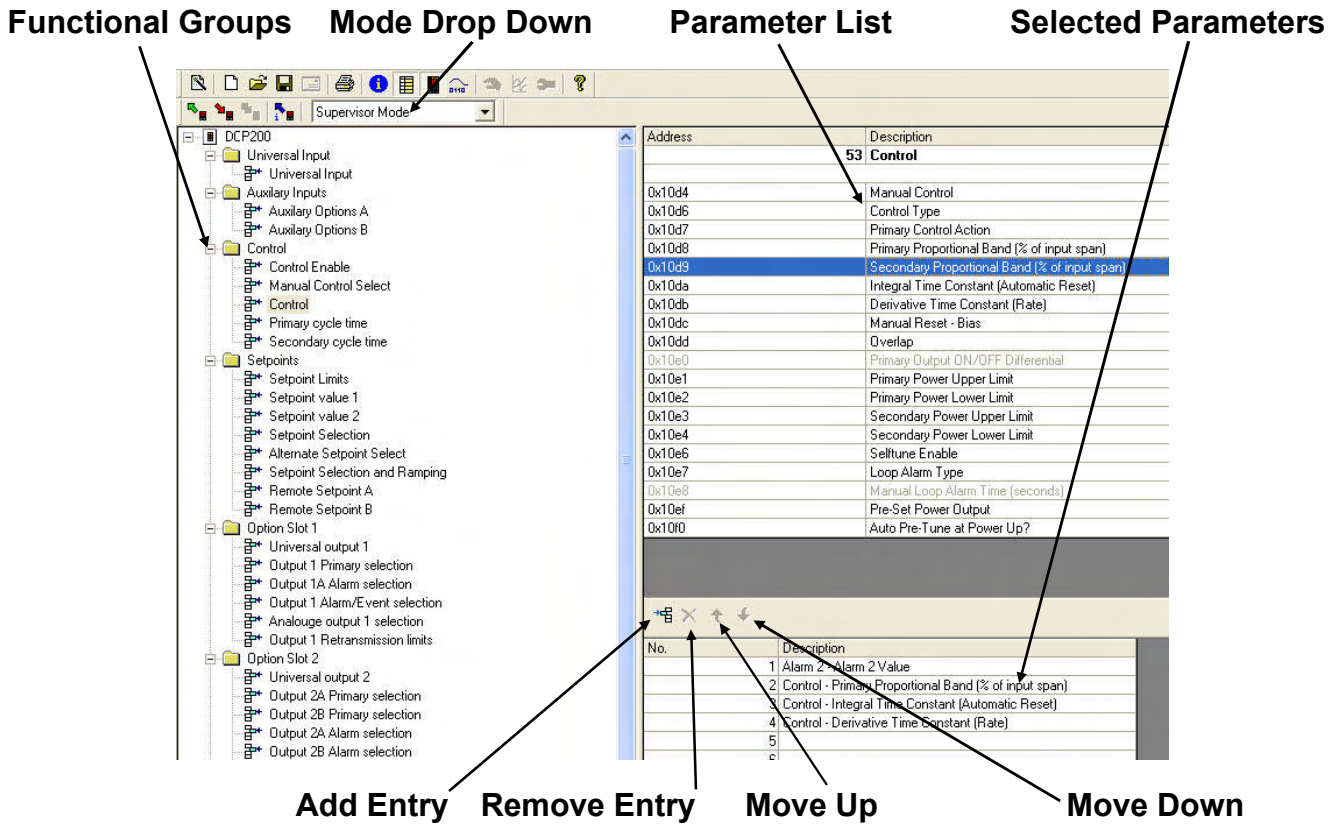 Functional Groups Mode Drop Down Parameter List Selected Parameters
Supervisor Mode
DCP200
Universal Input
Universal Input
Auxilary Inputs
Auxilary Options A
Auxilary Options B
Control
Control Enable
Manual Control Select
Control
Primary cycle time
Secondary cycle time
Setpoints
Setpoint Limits
Setpoint value 1
Setpoint value 2
Setpoint Selection
Alternate Setpoint Select
Setpoint Selection and Ramping
Remote Setpoint A
Remote Setpoint B
Option Slot 1
Universal output 1
Output 1 Primary selection
Output 1A Alarm selection
Output 1 Alarm/Event selection
Analouge output 1 selection
Output 1 Retransmission limits
Option Slot 2
Universal output 2
Output 2A Primary selection
Output 2B Primary selection
Output 2A Alarm selection
Output 2B Alarm selection
Address Description
53 Control
0x10d4 Manual Control
0x10d6 Control Type
0x10d7 Primary Control Action
0x10d8 Primary Proportional Band (% of input span)
0x10d9 Secondary Proportional Band (% of input span)
0x10da Integral Time Constant (Automatic Reset)
0x10db Derivative Time Constant (Rate)
0x10dc Manual Reset - Bias
0x10dd Overlap
0x10e0 Primary Output ON/OFF Differential
0x10e1 Primary Power Upper Limit
0x10e2 Primary Power Lower Limit
0x10e3 Secondary Power Upper Limit
0x10e4 Secondary Power Lower Limit
0x10e6 Selftune Enable
0x10e7 Loop Alarm Type
0x10e8 Manual Loop Alarm Time (seconds)
0x10ef Pre-Set Power Output
0x10f0 Auto Pre-Tune at Power Up?
No. Description
1 Alarm 2 - Alarm 2 Value
2 Control - Primary Proportional Band (% of input span)
3 Control - Integral Time Constant (Automatic Reset)
4 Control - Derivative Time Constant (Rate)
5
6
Add Entry Remove Entry Move Up Move Down